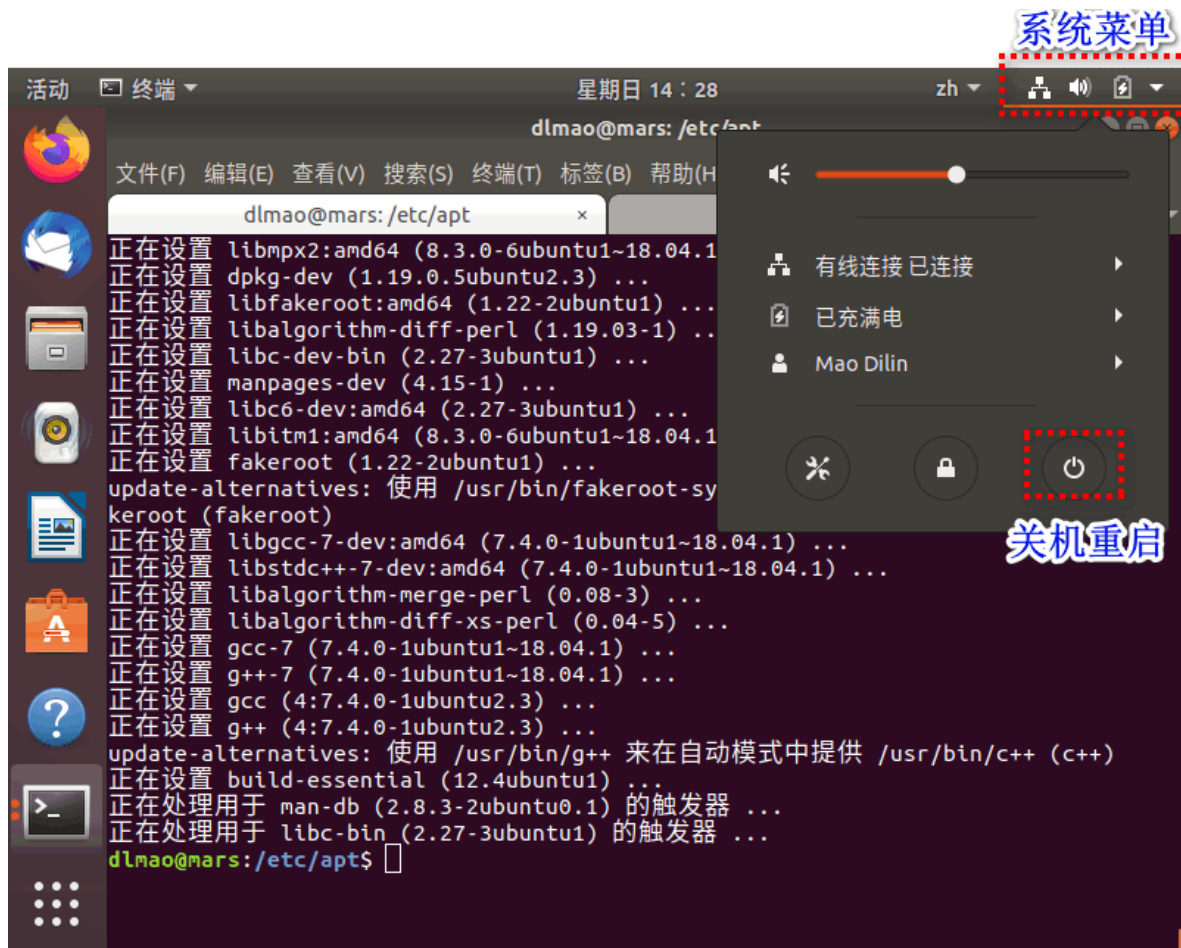 系统菜单
活动 终端 星期日 14：28 zh
dlmao@mars: /etc/apt
文件(F) 编辑(E) 查看(V) 搜索(S) 终端(T) 标签(B) 帮助(H
dlmao@mars: /etc/apt ×
正在设置 libmpx2:amd64 (8.3.0-6ubuntu1~18.04.1
正在设置 dpkg-dev (1.19.0.5ubuntu2.3) ...
正在设置 libfakeroot:amd64 (1.22-2ubuntu1) ...
正在设置 libalgorithm-diff-perl (1.19.03-1) ..
正在设置 libc-dev-bin (2.27-3ubuntu1) ...
正在设置 manpages-dev (4.15-1) ...
正在设置 libc6-dev:amd64 (2.27-3ubuntu1) ...
正在设置 libitm1:amd64 (8.3.0-6ubuntu1~18.04.1
正在设置 fakeroot (1.22-2ubuntu1) ...
update-alternatives: 使用 /usr/bin/fakeroot-sy
keroot (fakeroot)
正在设置 libgcc-7-dev:amd64 (7.4.0-1ubuntu1~18.04.1) ...
正在设置 libstdc++-7-dev:amd64 (7.4.0-1ubuntu1~18.04.1) ...
正在设置 libalgorithm-merge-perl (0.08-3) ...
正在设置 libalgorithm-diff-xs-perl (0.04-5) ...
正在设置 gcc-7 (7.4.0-1ubuntu1~18.04.1) ...
正在设置 g++-7 (7.4.0-1ubuntu1~18.04.1) ...
正在设置 gcc (4:7.4.0-1ubuntu2.3) ...
正在设置 g++ (4:7.4.0-1ubuntu2.3) ...
update-alternatives: 使用 /usr/bin/g++ 来在自动模式中提供 /usr/bin/c++ (c++)
正在设置 build-essential (12.4ubuntu1) ...
正在处理用于 man-db (2.8.3-2ubuntu0.1) 的触发器 ...
正在处理用于 libc-bin (2.27-3ubuntu1) 的触发器 ...
dlmao@mars:/etc/apt$
有线连接 已连接
已充满电
Mao Dilin
关机重启